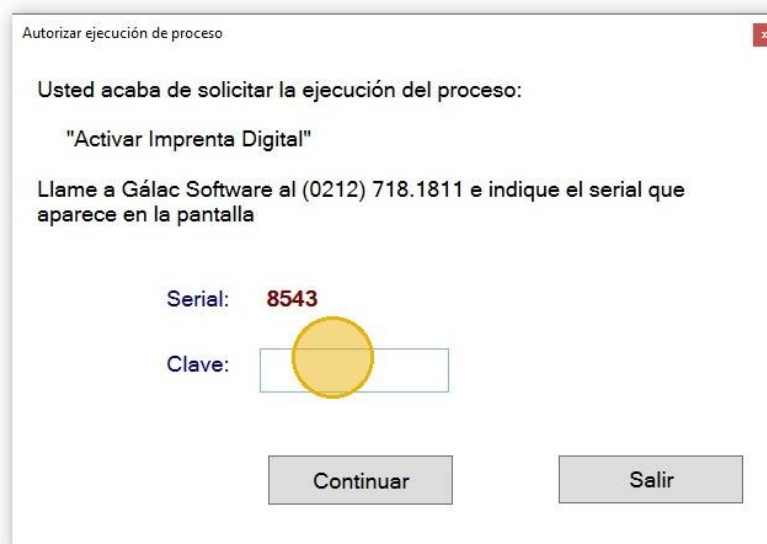 Autorizar ejecución de proceso
x
Usted acaba de solicitar la ejecución del proceso:
"Activar Imprenta Digital"
Llame a Gálac Software al (0212) 718.1811 e indique el serial que
aparece en la pantalla
Serial: 8543
Clave:
Continuar Salir